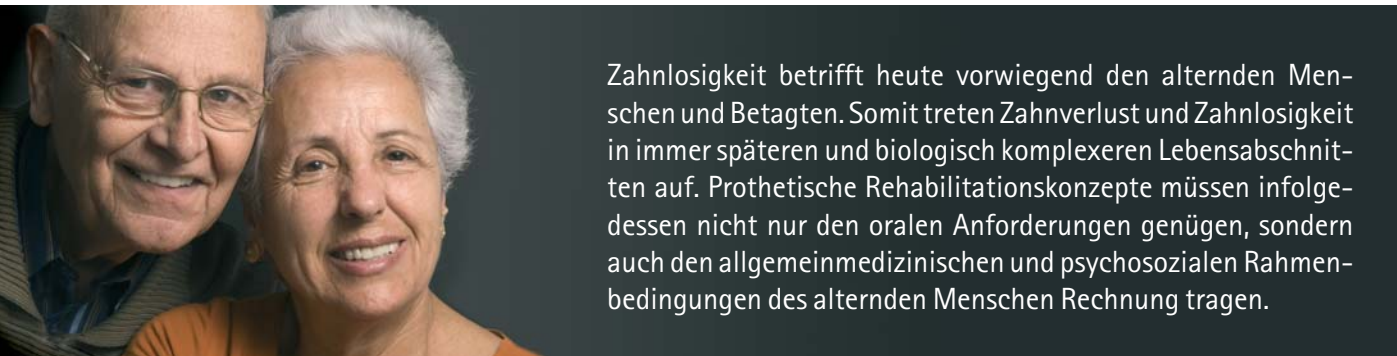 Zahnlosigkeit betrifft heute vorwiegend den alternden Men-
schen und Betagten. Somit treten Zahnverlust und Zahnlosigkeit
in immer späteren und biologisch komplexeren Lebensabschnit-
ten auf. Prothetische Rehabilitationskonzepte müssen infolge-
dessen nicht nur den oralen Anforderungen genügen, sondern
auch den allgemeinmedizinischen und psychosozialen Rahmen-
bedingungen des alternden Menschen Rechnung tragen.